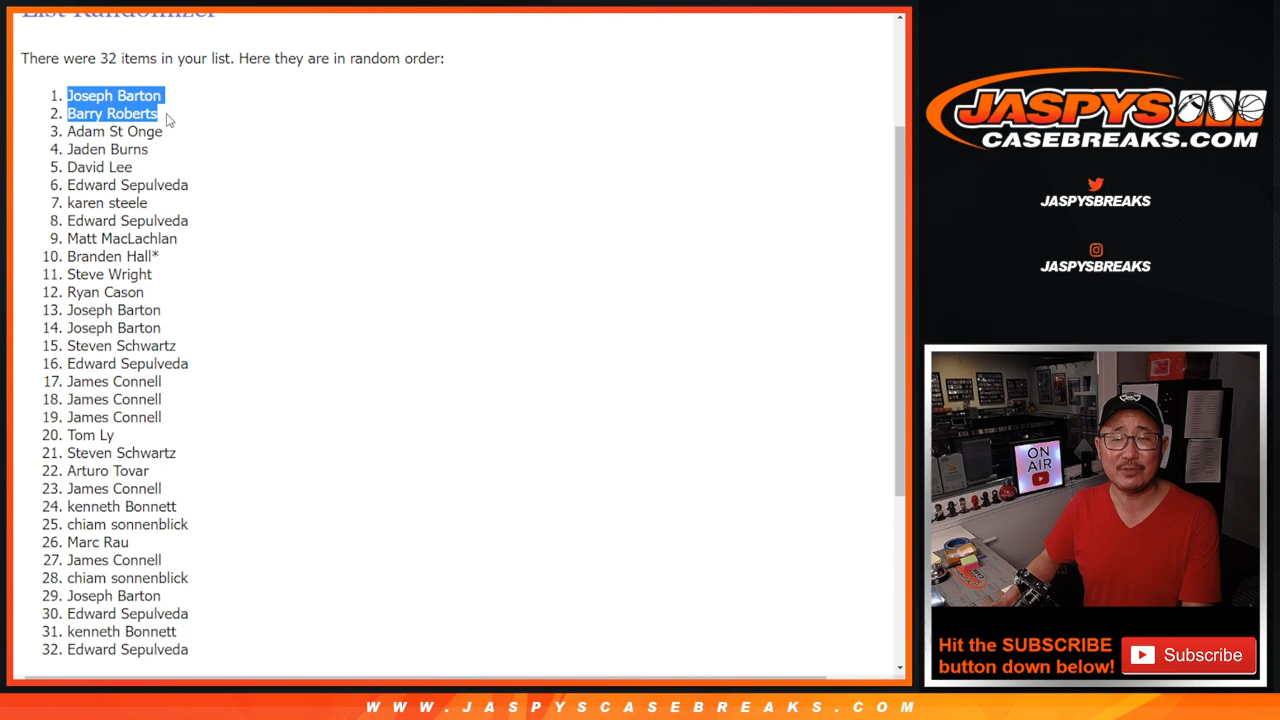 List Randomizer
There were 32 items in your list. Here they are in random order:
1. Joseph Barton
2. Barry Roberts
3. Adam St Onge
4. Jaden Burns
5. David Lee
6. Edward Sepulveda
7. karen steele
8. Edward Sepulveda
9. Matt MacLachlan
10. Branden Hall*
11. Steve Wright
12. Ryan Cason
13. Joseph Barton
14. Joseph Barton
15. Steven Schwartz
16. Edward Sepulveda
17. James Connell
18. James Connell
19. James Connell
20. Tom Ly
21. Steven Schwartz
22. Arturo Tovar
23. James Connell
24. kenneth Bonnett
25. chiam sonnenblick
26. Marc Rau
27. James Connell
28. chiam sonnenblick
29. Joseph Barton
30. Edward Sepulveda
31. kenneth Bonnett
32. Edward Sepulveda
JASPYS
CASEBREAKS.COM
JASPYSBREAKS
JASPYSBREAKS
ON
AIR
Hit the SUBSCRIBE
button down below!
Subscribe
WWW.JASPYSCASEBREAKS.COM